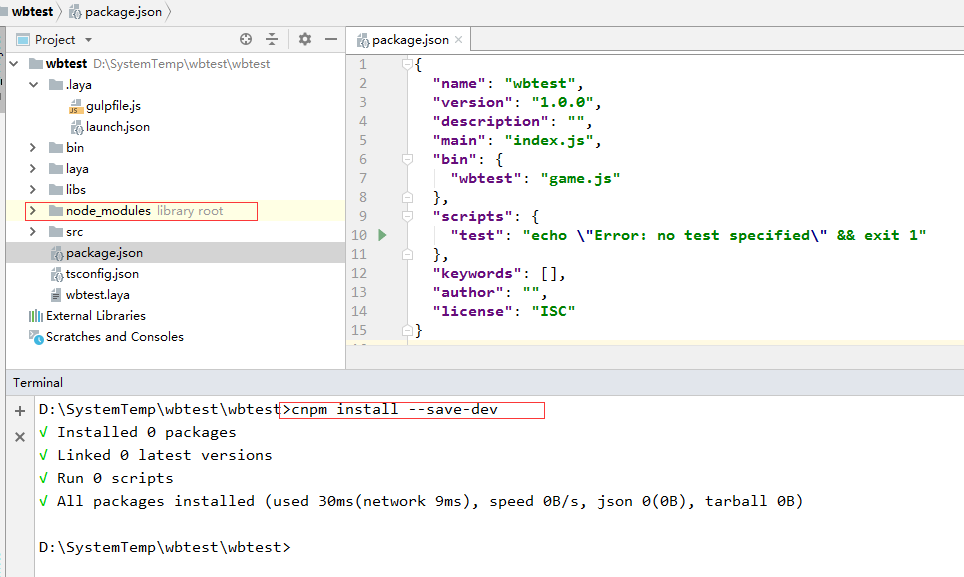 wbtest package.json
Project
package.json
wbtest D:\SystemTemp\wbtest\wbtest
.laya
gulpfile.js
launch.json
bin
laya
libs
node_modules library root
src
package.json
tsconfig.json
wbtest.laya
External Libraries
Scratches and Consoles
1 {
2 "name": "wbtest",
3 "version": "1.0.0",
4 "description": "",
5 "main": "index.js",
6 "bin": {
7 "wbtest": "game.js"
8 },
9 "scripts": {
10 "test": "echo \"Error: no test specified\" && exit 1"
11 },
12 "keywords": [],
13 "author": "",
14 "license": "ISC"
15 }
Terminal
D:\SystemTemp\wbtest\wbtest>cnpm install --save-dev
√ Installed 0 packages
√ Linked 0 latest versions
√ Run 0 scripts
√ All packages installed (used 30ms(network 9ms), speed 0B/s, json 0(0B), tarball 0B)
D:\SystemTemp\wbtest\wbtest>